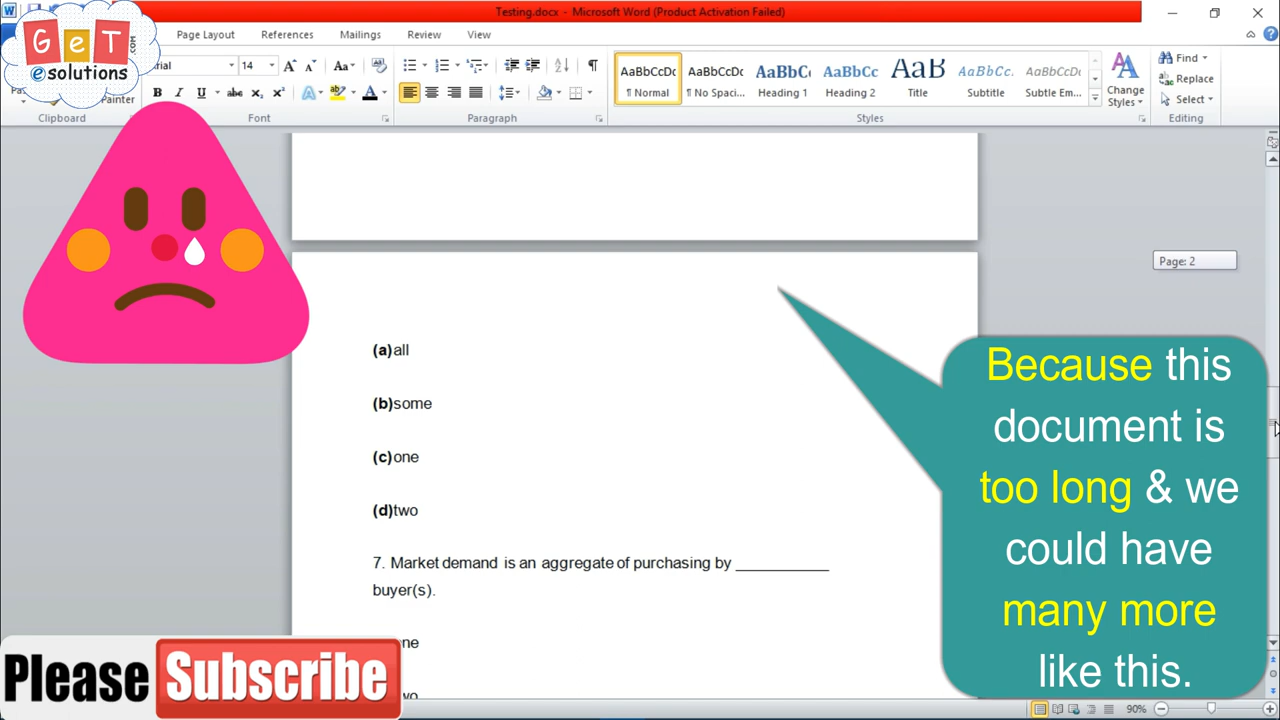 Testing.docx - Microsoft Word (Product Activation Failed)
GeT
esolutions
.com
Page Layout References Mailings Review View
14
Painter
AaBbCcDc AaBbCcDc AaBbC AaBbCc AaB AaBbCcDc AaBbCcDc
¶ Normal ¶ No Spaci... Heading 1 Heading 2 Title Subtitle Subtle Em...
Change
Styles
Find
Replace
Select
Clipboard Font Paragraph Styles Editing
Page: 2
(a)all
(b)some
(c)one
(d)two
7. Market demand is an aggregate of purchasing by ___________
buyer(s).
Because this
document is
too long & we
could have
many more
like this.
Please Subscribe
90%